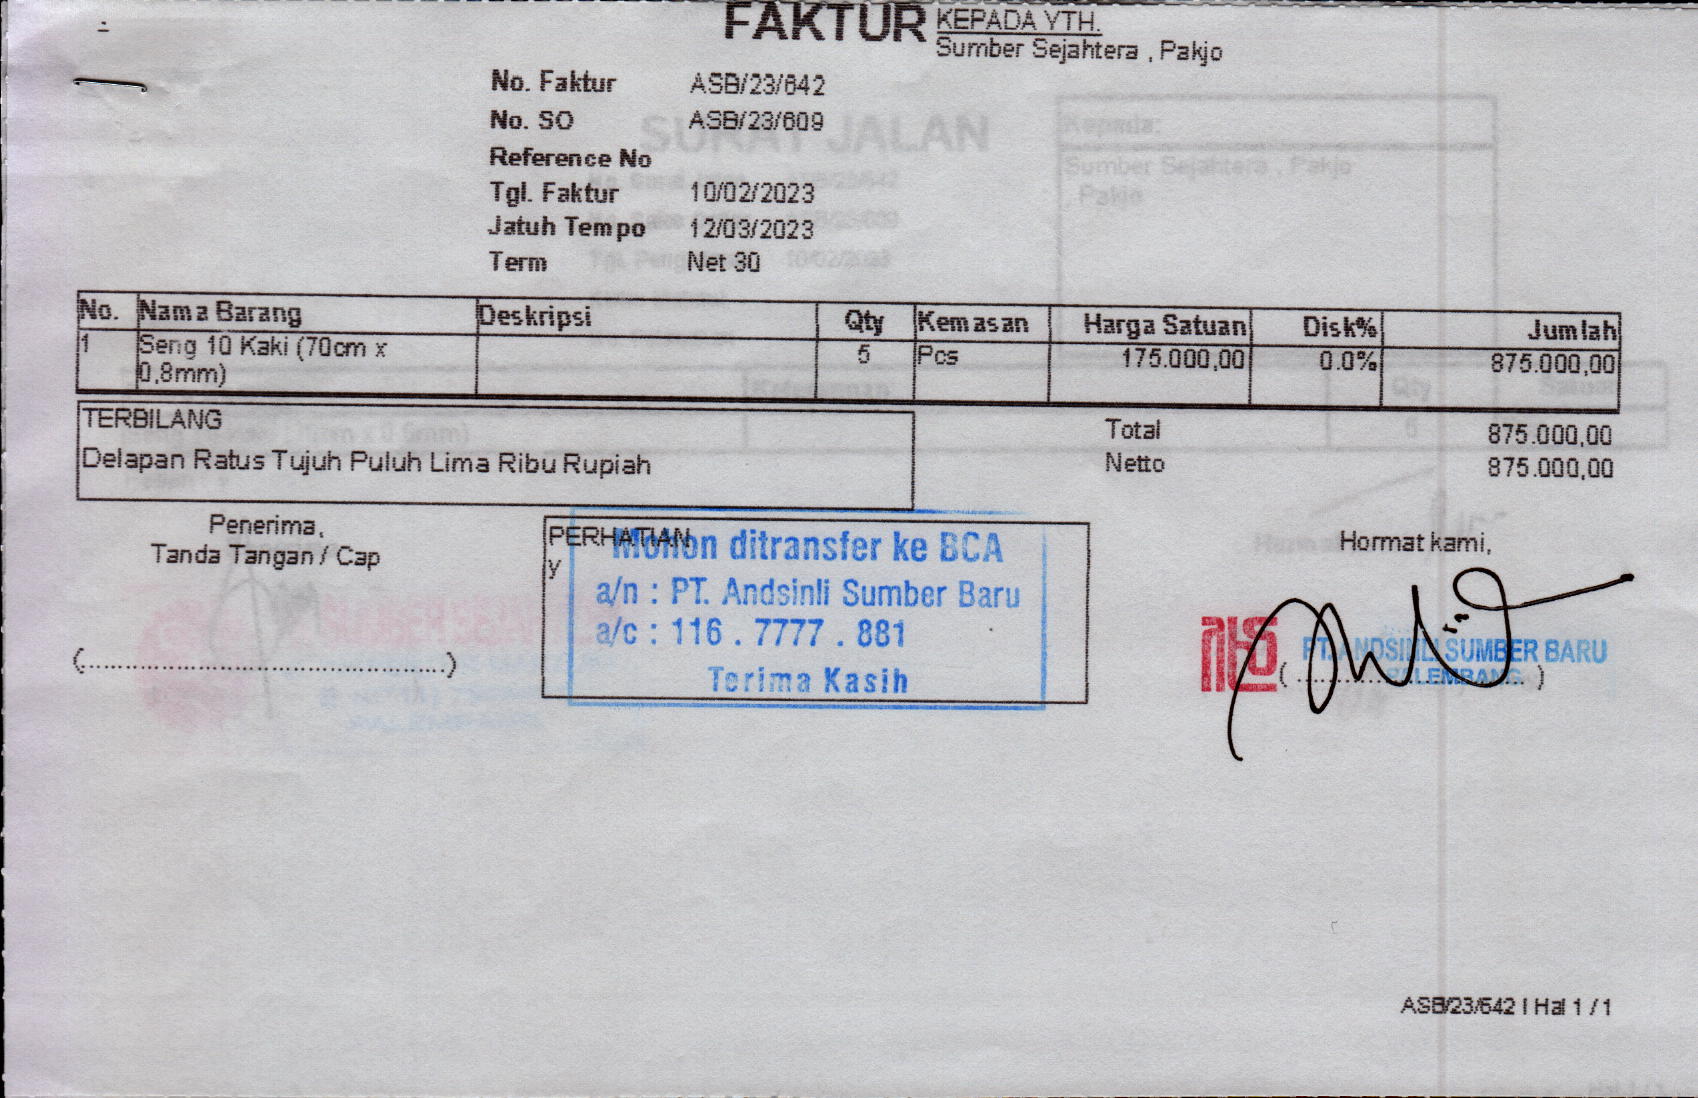 FAKTUR
KEPADA YTH.
Sumber Sejahtera , Pakjo
No. Faktur ASB/23/642
No. SO ASB/23/609
Reference No
Tgl. Faktur 10/02/2023
Jatuh Tempo 12/03/2023
Term Net 30
No. Nama Barang Deskripsi Qty Kemasan Harga Satuan Disk% Jumlah
1 Seng 10 Kaki (70cm x 5 Pcs 175.000,00 0.0% 875.000,00
0,8mm)
TERBILANG
Delapan Ratus Tujuh Puluh Lima Ribu Rupiah
Total 875.000,00
Netto 875.000,00
Penerima,
Tanda Tangan / Cap
(........................................................)
PERHATIAN
y
Mohon ditransfer ke BCA
a/n : PT. Andsinli Sumber Baru
a/c : 116 . 7777 . 881
Terima Kasih
Hormat kami,
PT. ANDSINLI SUMBER BARU
PALEMBANG
ASB/23/642 | Hal 1 / 1